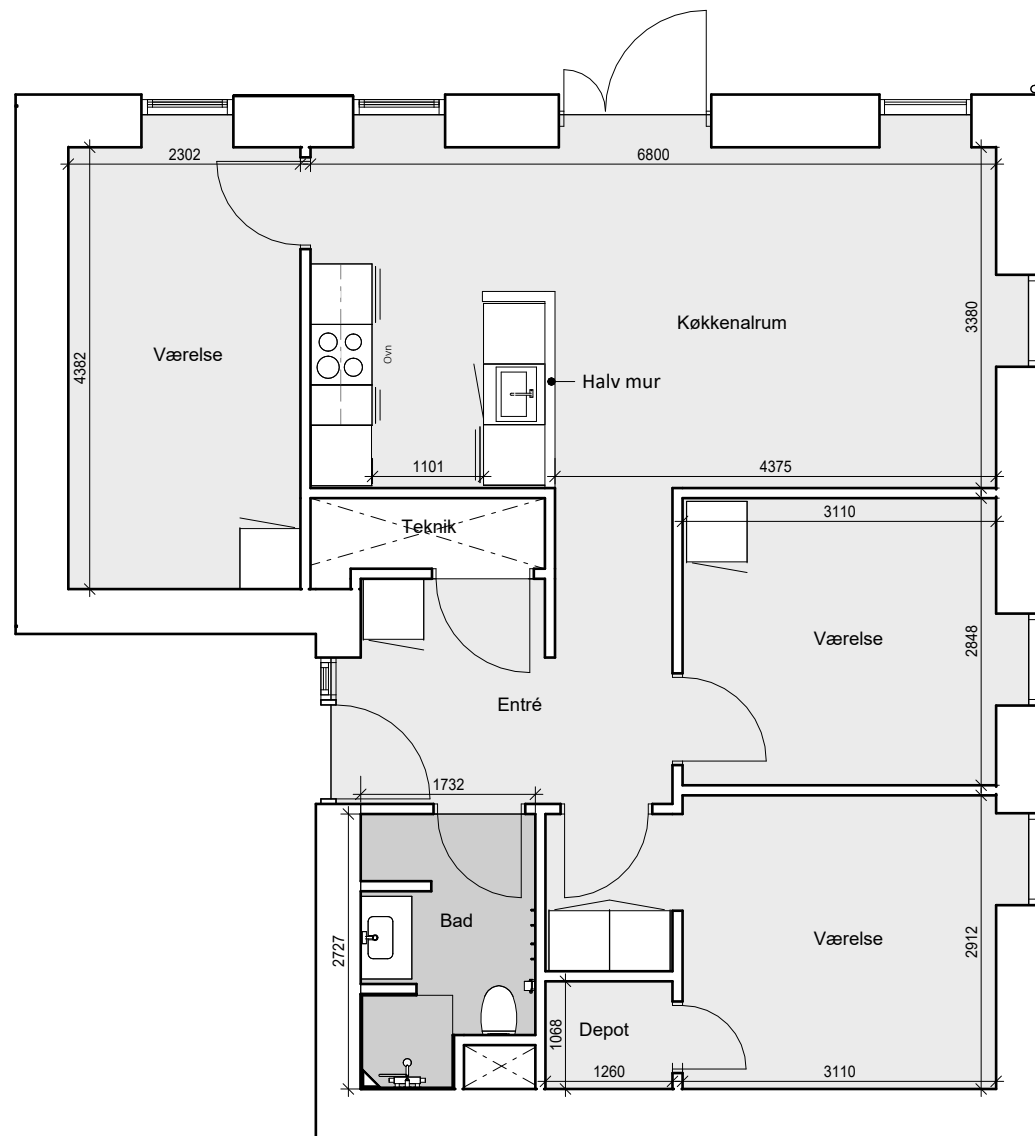 2302
6800
Værelse
4382
Ovn
Køkkenalrum
3380
Halv mur
1101
4375
Teknik
3110
Værelse
2848
Entré
1732
Bad
2727
Værelse
2912
Depot
1068
1260
3110